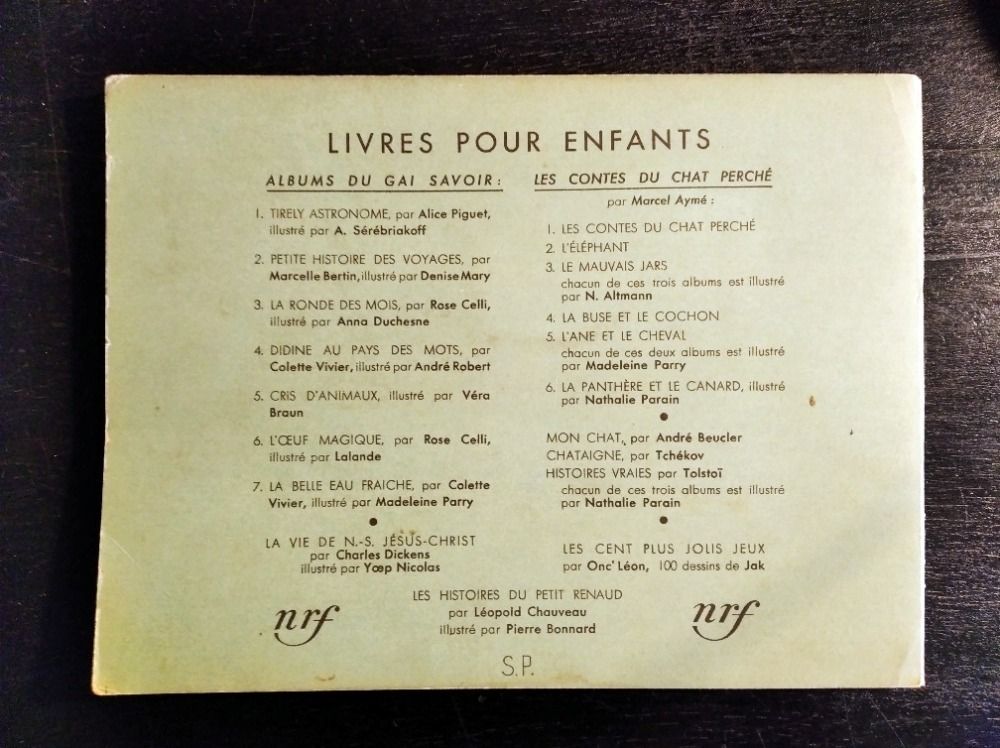 LIVRES POUR ENFANTS
ALBUMS DU GAI SAVOIR :
1. TIRELY ASTRONOME, par Alice Piguet,
illustré par A. Sérébriakoff
2. PETITE HISTOIRE DES VOYAGES, par
Marcelle Bertin, illustré par Denise Mary
3. LA RONDE DES MOIS, par Rose Celli,
illustré par Anna Duchesne
4. DIDINE AU PAYS DES MOTS, par
Colette Vivier, illustré par André Robert
5. CRIS D'ANIMAUX, illustré par Véra
Braun
6. L'ŒUF MAGIQUE, par Rose Celli,
illustré par Lalande
7. LA BELLE EAU FRAICHE, par Colette
Vivier, illustré par Madeleine Parry
●
LA VIE DE N.-S. JÉSUS-CHRIST
par Charles Dickens
illustré par Yœp Nicolas
LES CONTES DU CHAT PERCHÉ
par Marcel Aymé :
1. LES CONTES DU CHAT PERCHÉ
2. L'ÉLÉPHANT
3. LE MAUVAIS JARS
chacun de ces trois albums est illustré
par N. Altmann
4. LA BUSE ET LE COCHON
5. L'ANE ET LE CHEVAL
chacun de ces deux albums est illustré
par Madeleine Parry
6. LA PANTHÈRE ET LE CANARD, illustré
par Nathalie Parain
●
MON CHAT, par André Beucler
CHATAIGNE, par Tchékov
HISTOIRES VRAIES par Tolstoï
chacun de ces trois albums est illustré
par Nathalie Parain
●
LES CENT PLUS JOLIS JEUX
par Onc' Léon, 100 dessins de Jak
LES HISTOIRES DU PETIT RENAUD
par Léopold Chauveau
illustré par Pierre Bonnard
nrf
nrf
S.P.